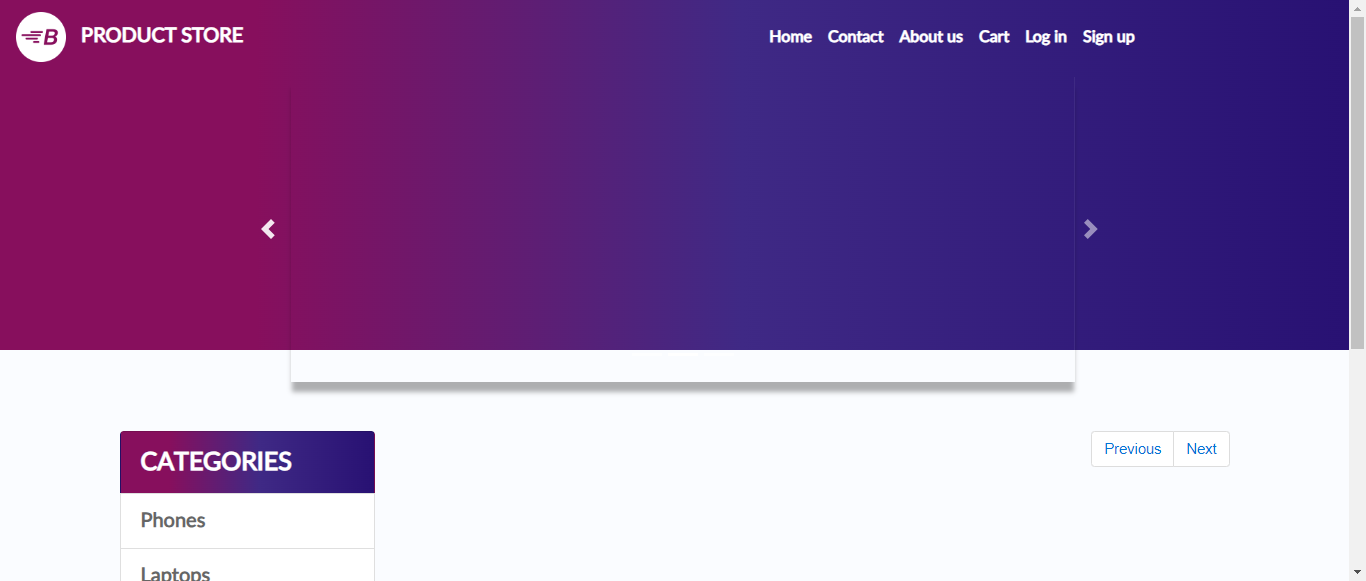 B PRODUCT STORE Home Contact About us Cart Log in Sign up
CATEGORIES
Previous Next
Phones
Laptops